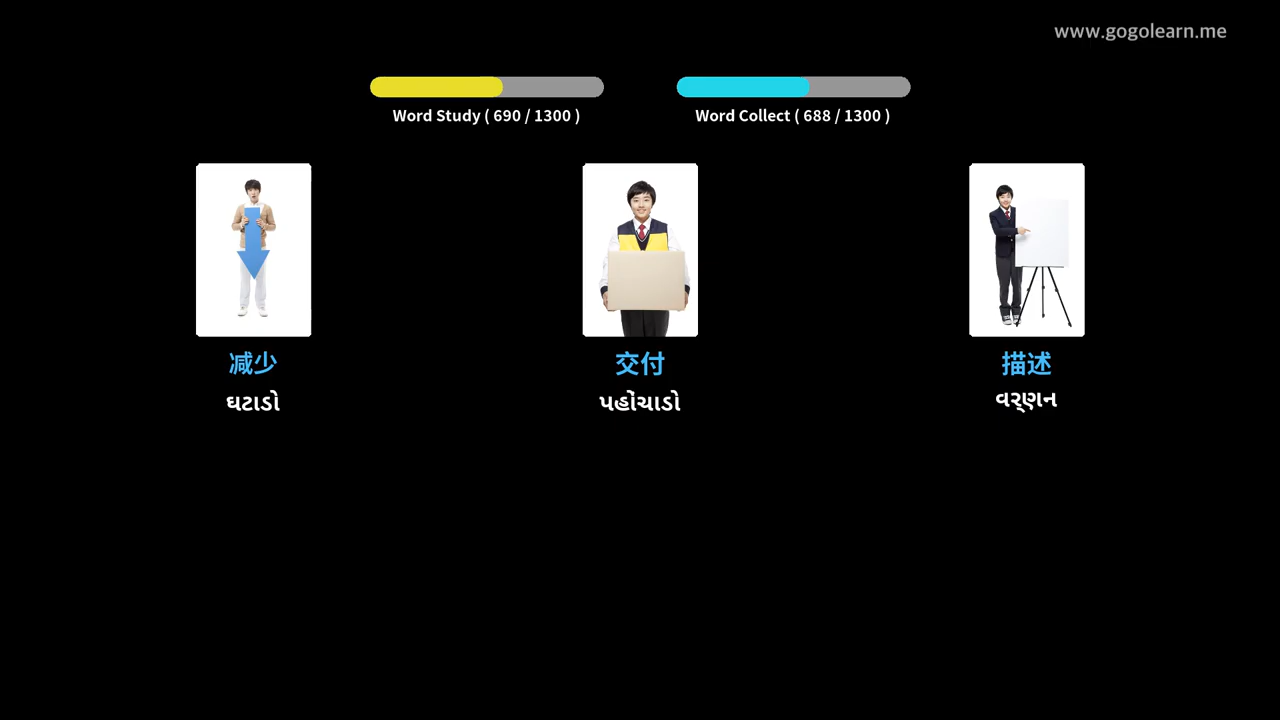 www.gogolearn.me
Word Study ( 690 / 1300 )
Word Collect ( 688 / 1300 )
减少
交付
描述
ઘટાડો
પહોંચાડો
વર્‌ણન